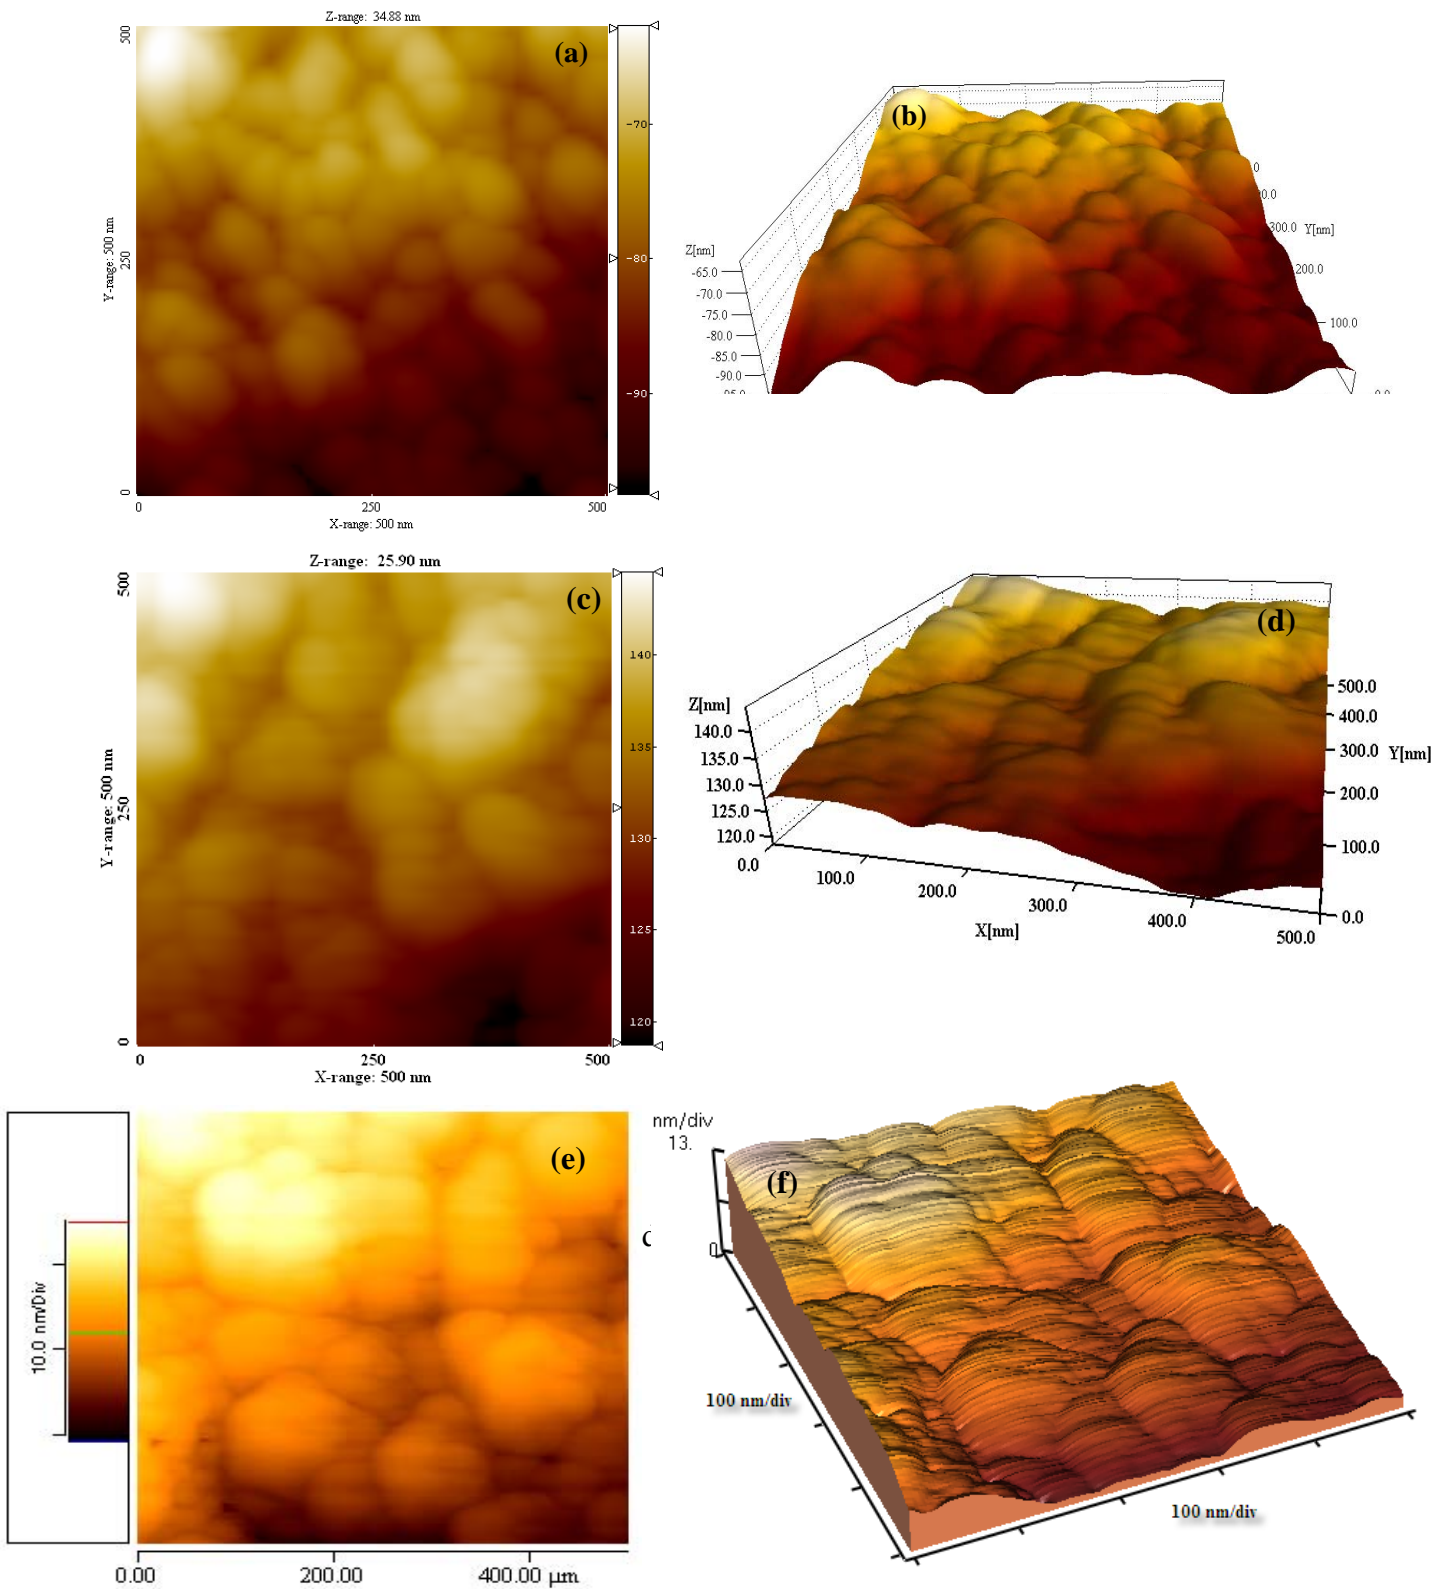 Z-range: 34.88 nm
500
(a)
-70
Y-range: 500 nm
250
-80
-90
0
0
250
500
X-range: 500 nm
(b)
Z[nm]
-65.0
-70.0
-75.0
-80.0
-85.0
-90.0
300.0
Y[nm]
200.0
100.0
Z-range: 25.90 nm
500
(c)
140
135
Y-range: 500 nm
250
130
125
120
0
0
250
500
X-range: 500 nm
(d)
Z[nm]
140.0
135.0
130.0
125.0
120.0
0.0
100.0
200.0
300.0
400.0
500.0
X[nm]
500.0
400.0
300.0
Y[nm]
200.0
100.0
0.0
10.0 nm/Div
(e)
0.00
200.00
400.00 µm
nm/div
13.
0
(f)
100 nm/div
100 nm/div